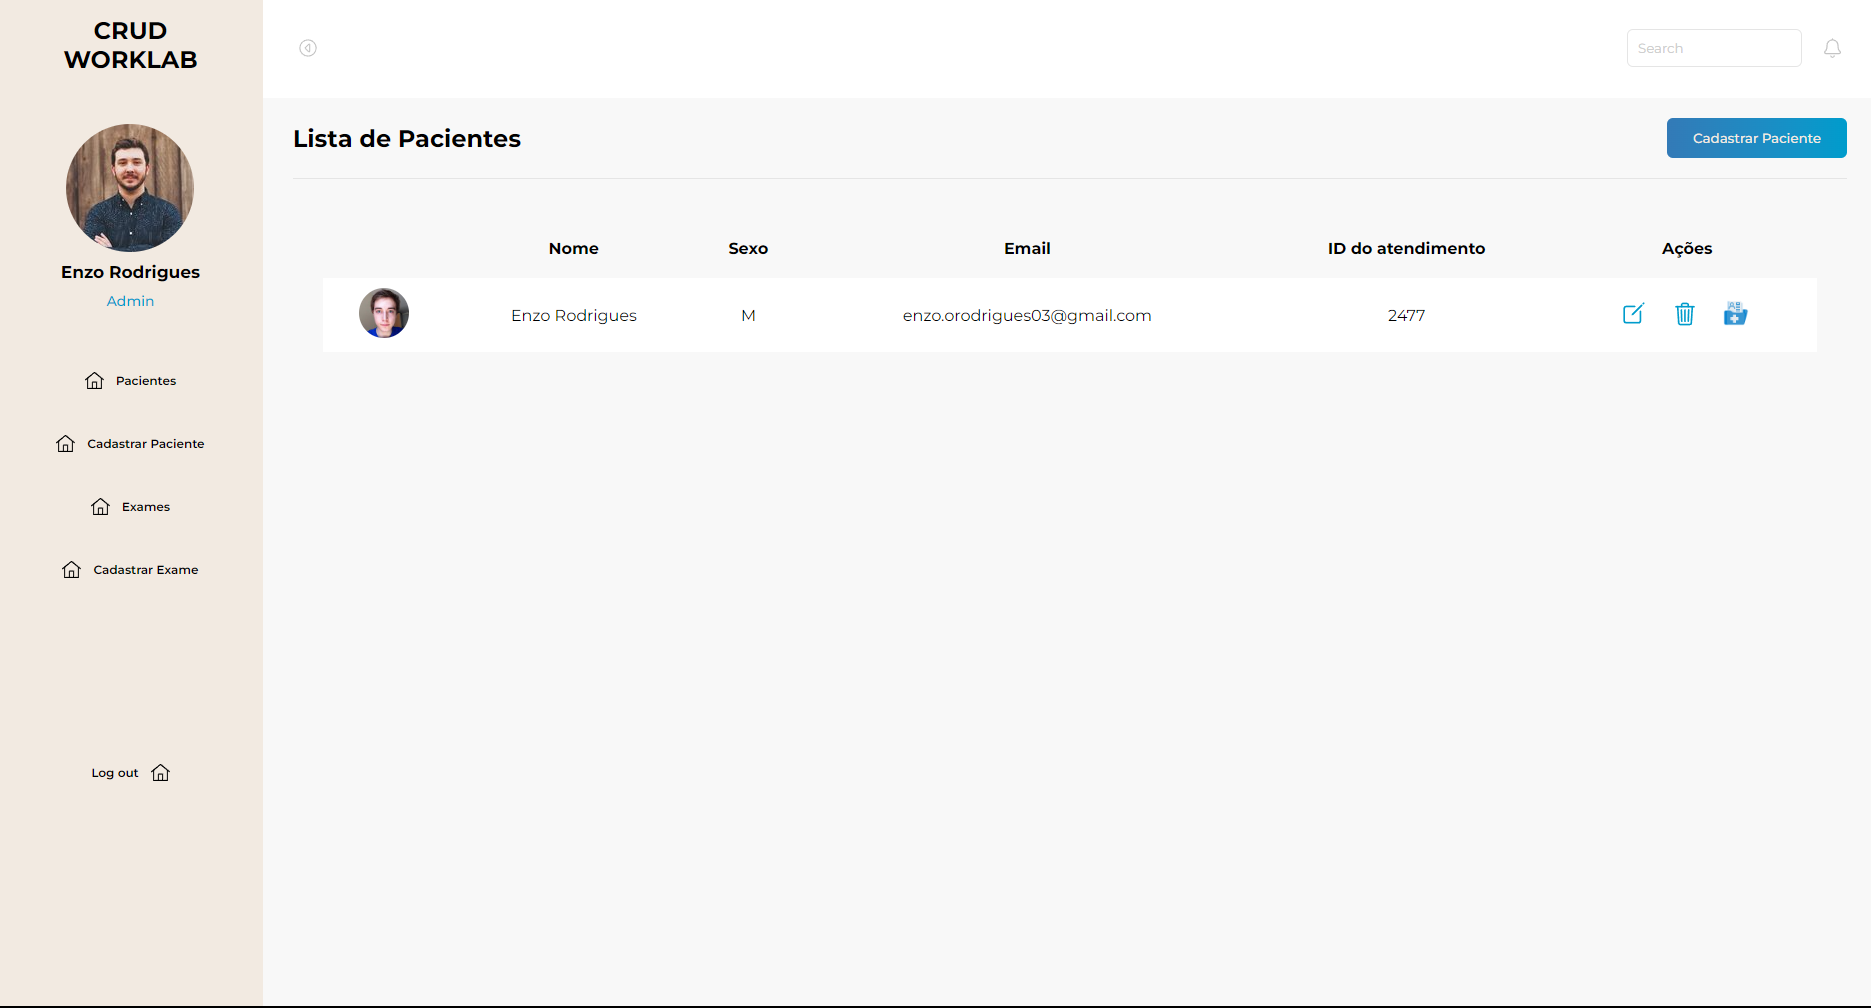 CRUD
WORKLAB
Search
Enzo Rodrigues
Admin
Pacientes
Cadastrar Paciente
Exames
Cadastrar Exame
Log out
Lista de Pacientes
Cadastrar Paciente
Nome Sexo Email ID do atendimento Ações
Enzo Rodrigues M enzo.orodrigues03@gmail.com 2477